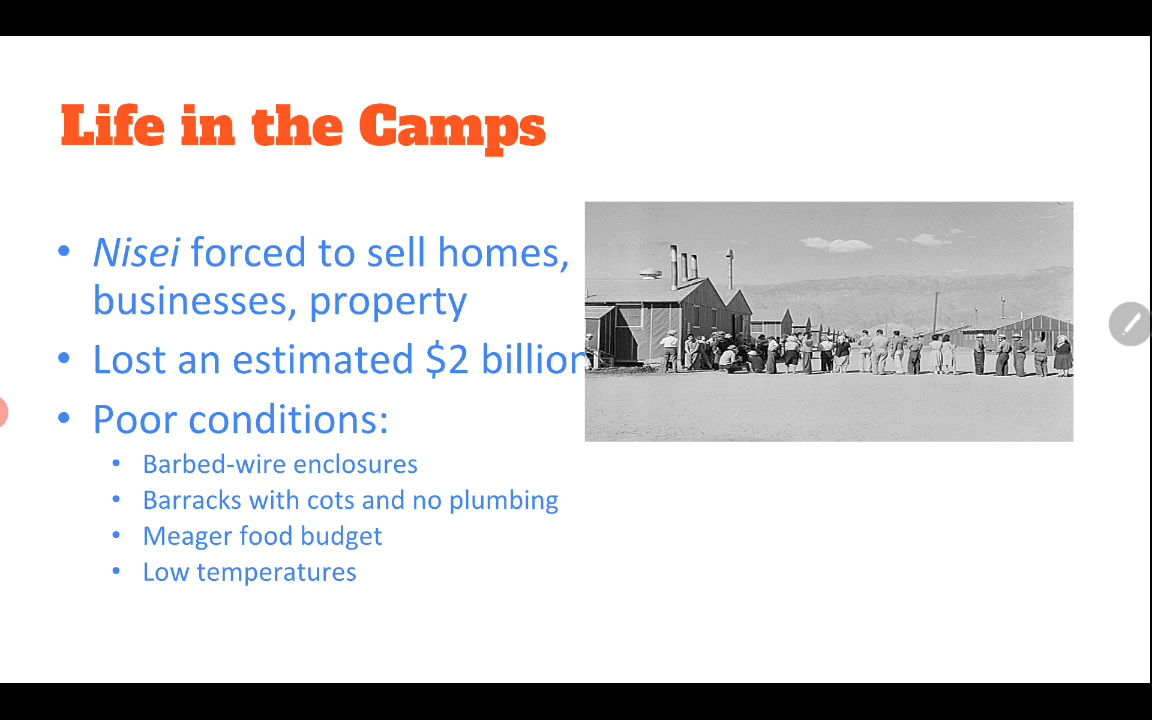 Life in the Camps
• Nisei forced to sell homes,
businesses, property
• Lost an estimated $2 billion
• Poor conditions:
• Barbed-wire enclosures
• Barracks with cots and no plumbing
• Meager food budget
• Low temperatures